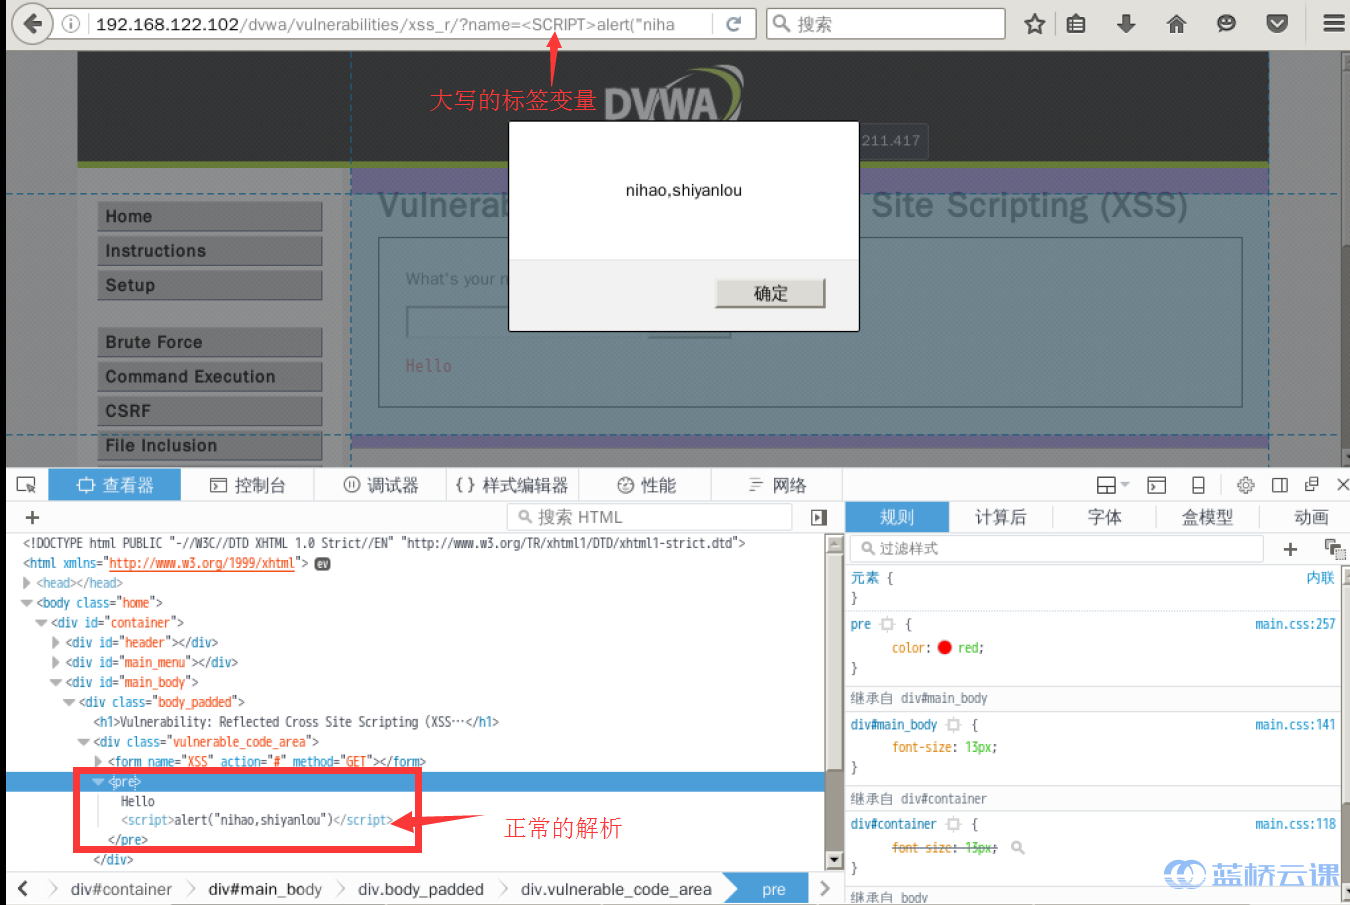 192.168.122.102/dvwa/vulnerabilities/xss_r/?name=<SCRIPT>alert("niha
搜索
大写的标签变量
DVWA
211.417
nihao,shiyanlou
确定
Vulnerab
Site Scripting (XSS)
What's your n
Hello
Home
Instructions
Setup
Brute Force
Command Execution
CSRF
File Inclusion
查看器
控制台
调试器
{} 样式编辑器
性能
网络
+
搜索 HTML
规则
计算后
字体
盒模型
动画
<!DOCTYPE html PUBLIC "-//W3C//DTD XHTML 1.0 Strict//EN" "http://www.w3.org/TR/xhtml1/DTD/xhtml1-strict.dtd">
<html xmlns="http://www.w3.org/1999/xhtml"> ev
<head></head>
<body class="home">
<div id="container">
<div id="header"></div>
<div id="main_menu"></div>
<div id="main_body">
<div class="body_padded">
<h1>Vulnerability: Reflected Cross Site Scripting (XSS…</h1>
<div class="vulnerable_code_area">
<form name="XSS" action="#" method="GET"></form>
<pre>
Hello
<script>alert("nihao,shiyanlou")</script>
</pre>
</div>
正常的解析
过滤样式
+
元素 {
内联
}
pre {
main.css:257
color: red;
}
继承自 div#main_body
div#main_body {
main.css:141
font-size: 13px;
}
继承自 div#container
div#container {
main.css:118
font-size: 13px;
}
继承自 body
div#container
div#main_body
div.body_padded
div.vulnerable_code_area
pre
蓝桥云课